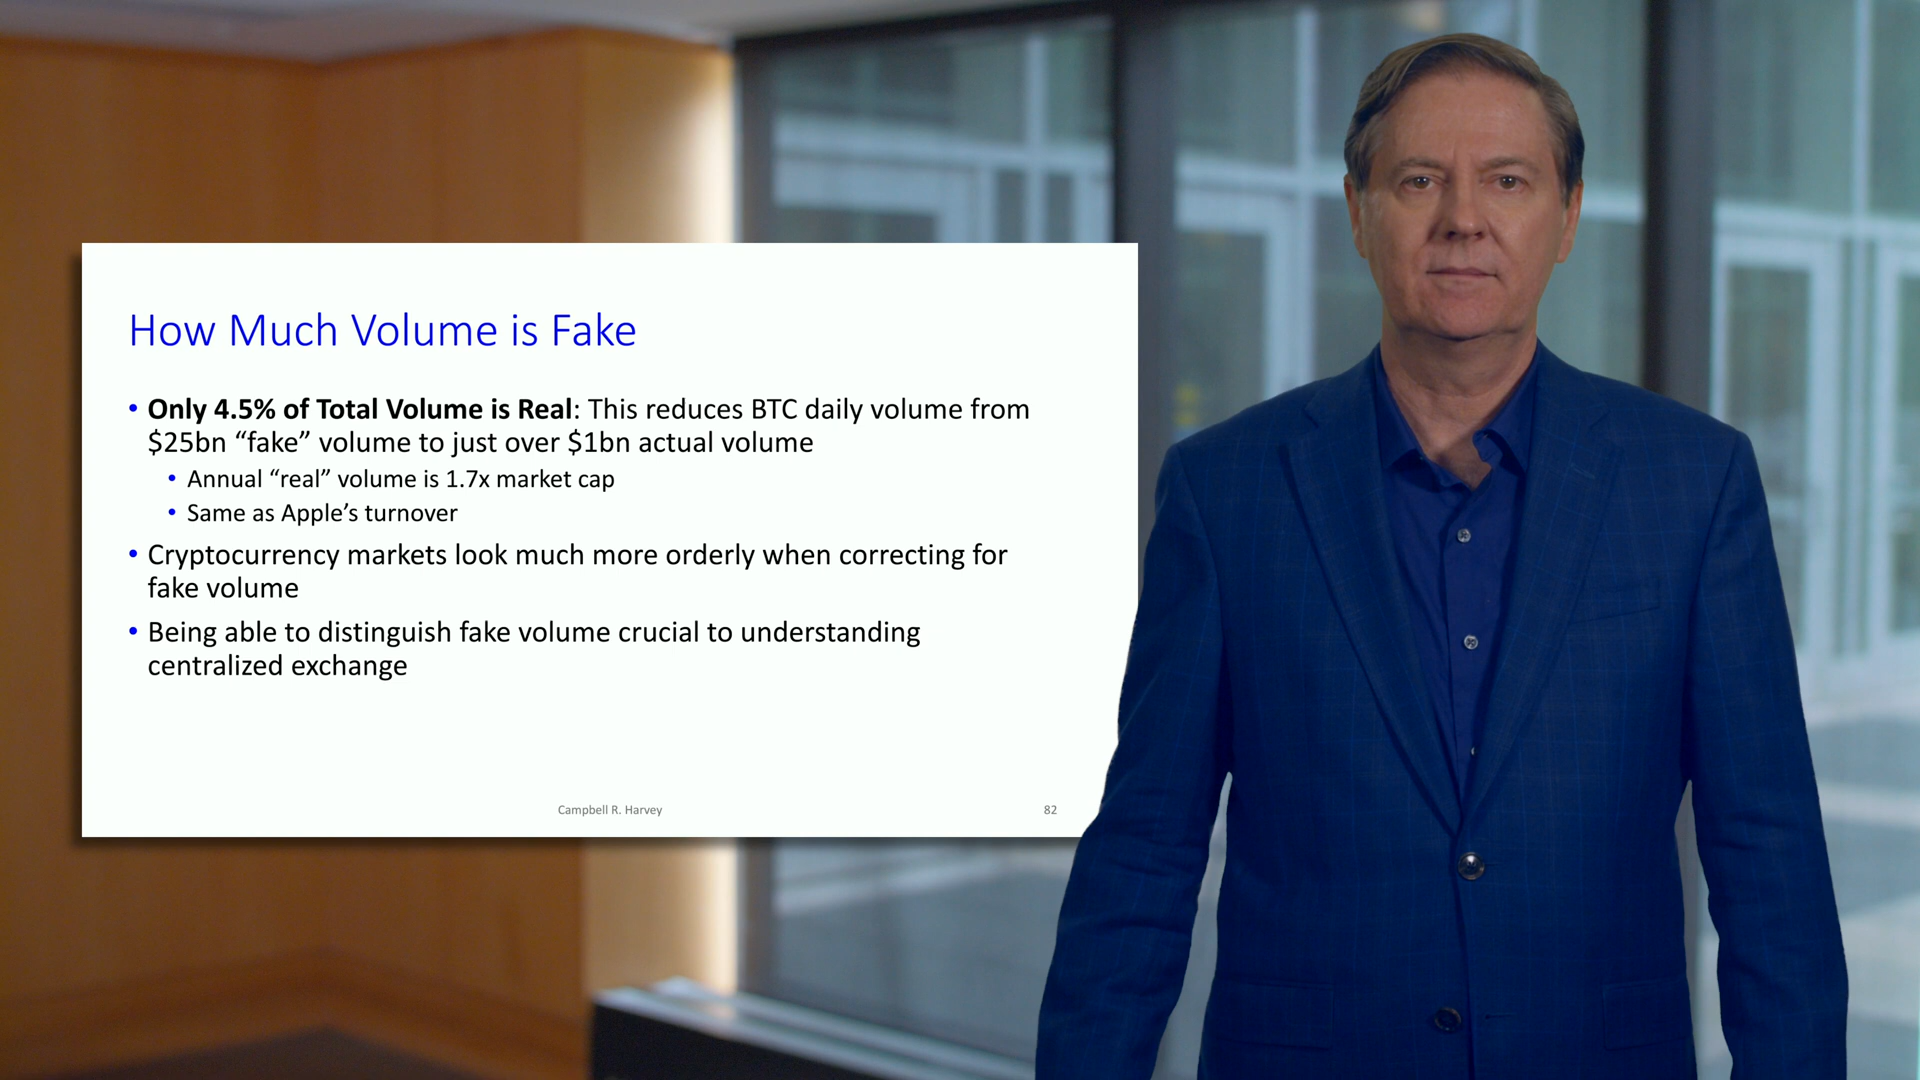 How Much Volume is Fake
• Only 4.5% of Total Volume is Real: This reduces BTC daily volume from
$25bn “fake” volume to just over $1bn actual volume
• Annual “real” volume is 1.7x market cap
• Same as Apple’s turnover
• Cryptocurrency markets look much more orderly when correcting for
fake volume
• Being able to distinguish fake volume crucial to understanding
centralized exchange
Campbell R. Harvey
82